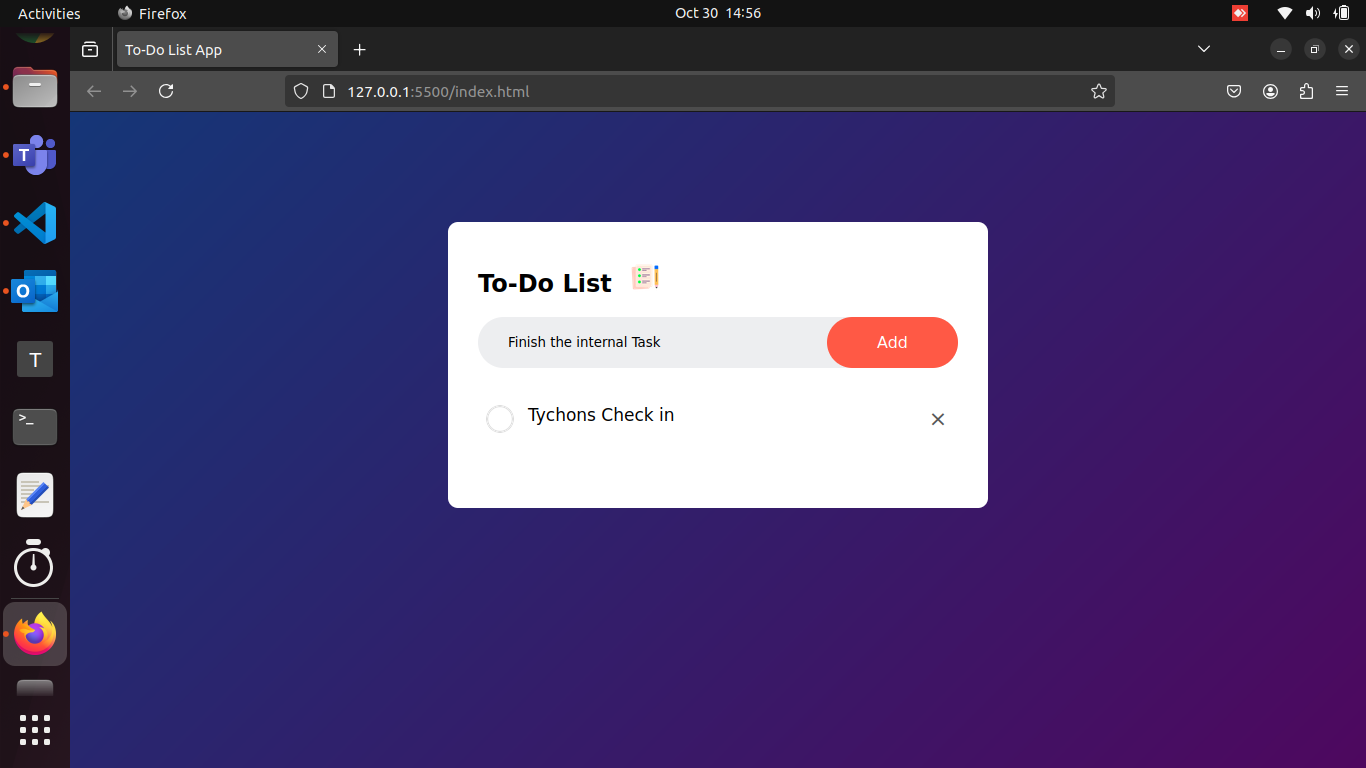 Activities Firefox Oct 30 14:56
To-Do List App
127.0.0.1:5500/index.html
To-Do List
Finish the internal Task Add
Tychons Check in
T
O
T
>_